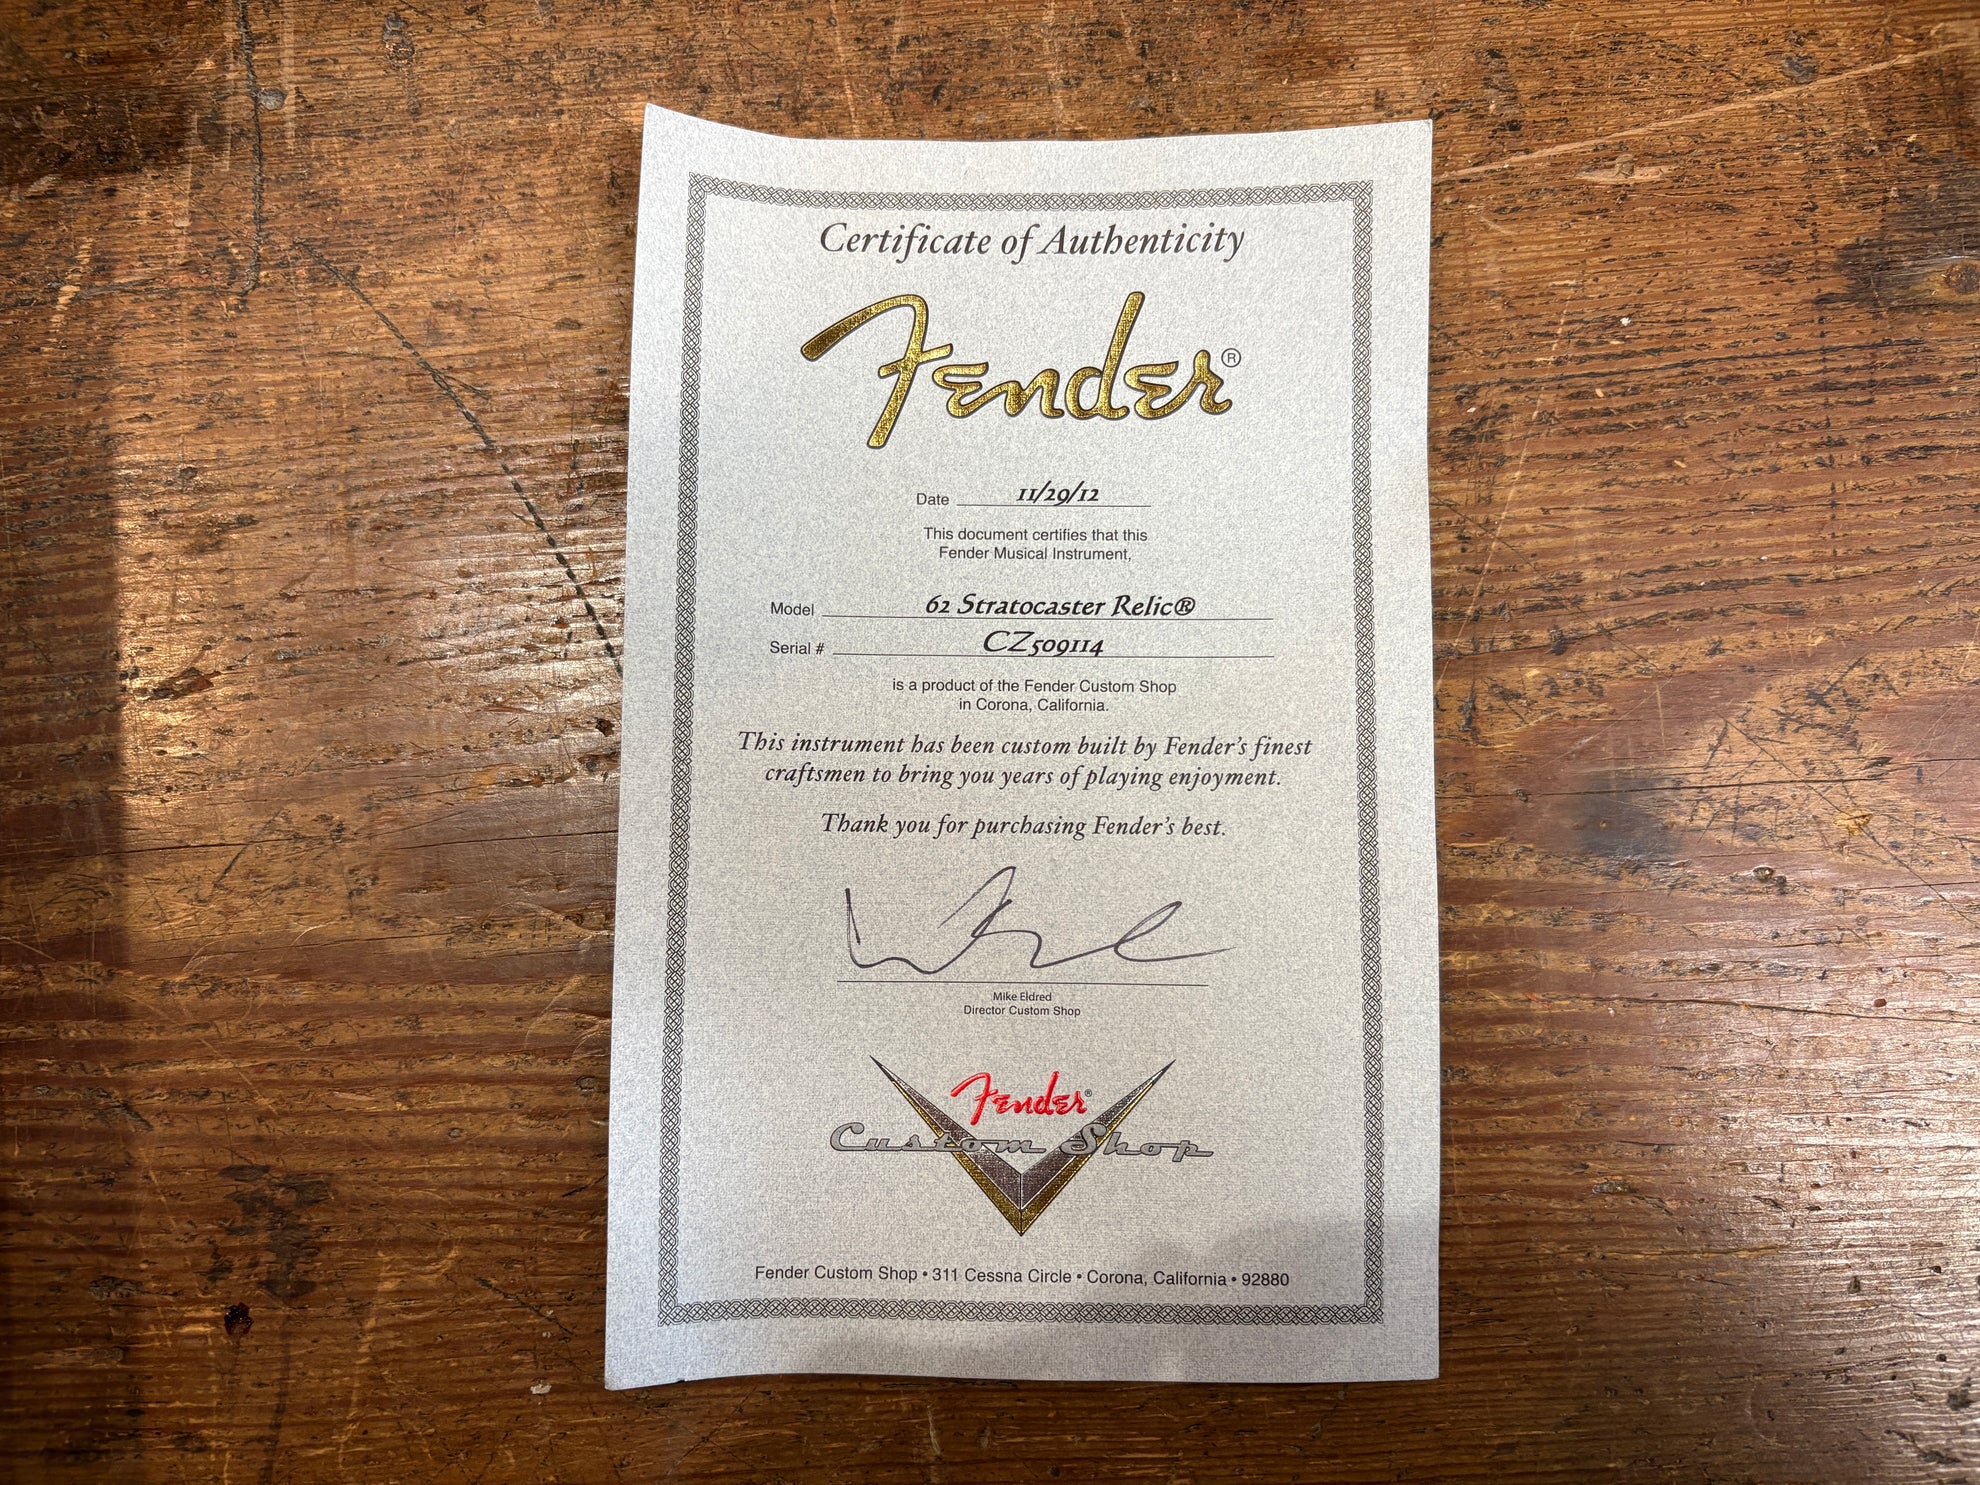 Certificate of Authenticity
Fender®
Date 11/29/12
This document certifies that this
Fender Musical Instrument,
Model 62 Stratocaster Relic®
Serial # CZ509114
is a product of the Fender Custom Shop
in Corona, California.
This instrument has been custom built by Fender's finest
craftsmen to bring you years of playing enjoyment.
Thank you for purchasing Fender's best.
Mike Eldred
Director Custom Shop
Fender®
Custom Shop
Fender Custom Shop • 311 Cessna Circle • Corona, California • 92880